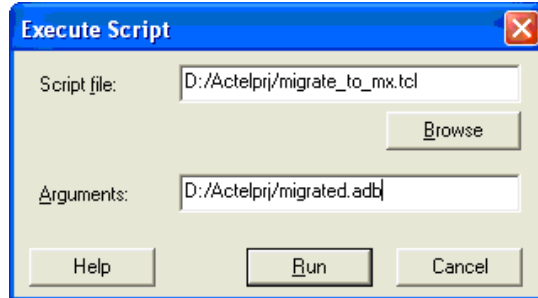 Execute Script
Script file: D:/Actelprj/migrate_to_mx.tcl
Browse
Arguments: D:/Actelprj/migrated.adb
Help Run Cancel